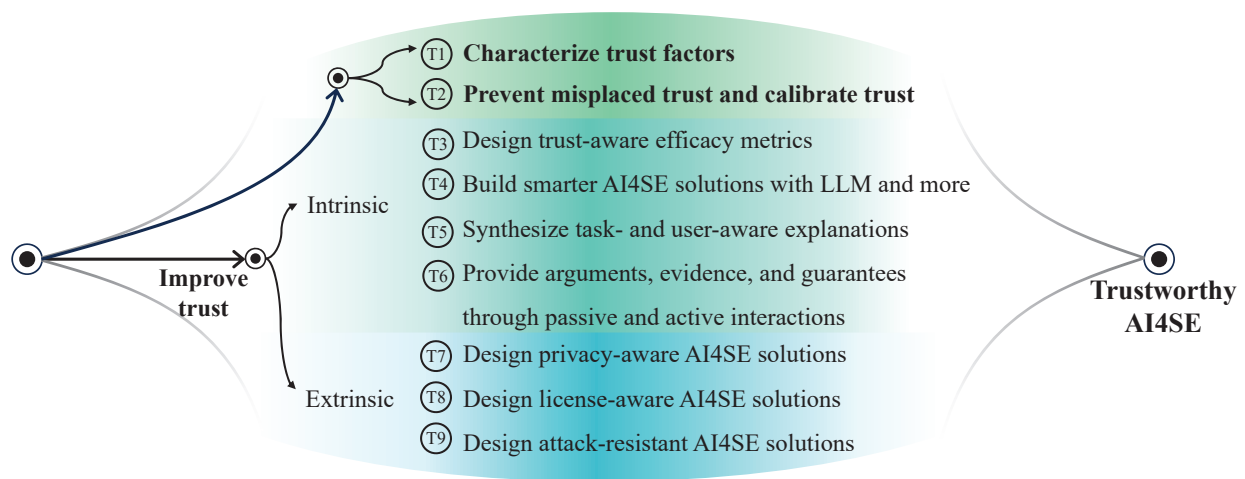 T1 Characterize trust factors
T2 Prevent misplaced trust and calibrate trust
T3 Design trust-aware efficacy metrics
T4 Build smarter AI4SE solutions with LLM and more
Intrinsic
T5 Synthesize task- and user-aware explanations
T6 Provide arguments, evidence, and guarantees
through passive and active interactions
Improve
trust
T7 Design privacy-aware AI4SE solutions
Extrinsic
T8 Design license-aware AI4SE solutions
T9 Design attack-resistant AI4SE solutions
Trustworthy
AI4SE